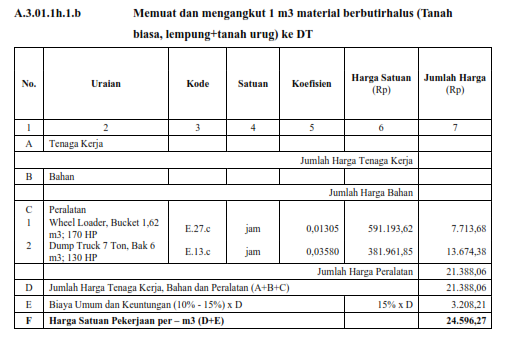 A.3.01.1h.1.b Memuat dan mengangkut 1 m3 material berbutirhalus (Tanah
biasa, lempung+tanah urug) ke DT
No. Uraian Kode Satuan Koefisien Harga Satuan (Rp) Jumlah Harga (Rp)
1 2 3 4 5 6 7
A Tenaga Kerja
Jumlah Harga Tenaga Kerja
B Bahan
Jumlah Harga Bahan
C Peralatan
1 Wheel Loader, Bucket 1,62
m3; 170 HP E.27.c jam 0,01305 591.193,62 7.713,68
2 Dump Truck 7 Ton, Bak 6
m3; 130 HP E.13.c jam 0,03580 381.961,85 13.674,38
Jumlah Harga Peralatan 21.388,06
D Jumlah Harga Tenaga Kerja, Bahan dan Peralatan (A+B+C) 21.388,06
E Biaya Umum dan Keuntungan (10% - 15%) x D 15% x D 3.208,21
F Harga Satuan Pekerjaan per – m3 (D+E) 24.596,27